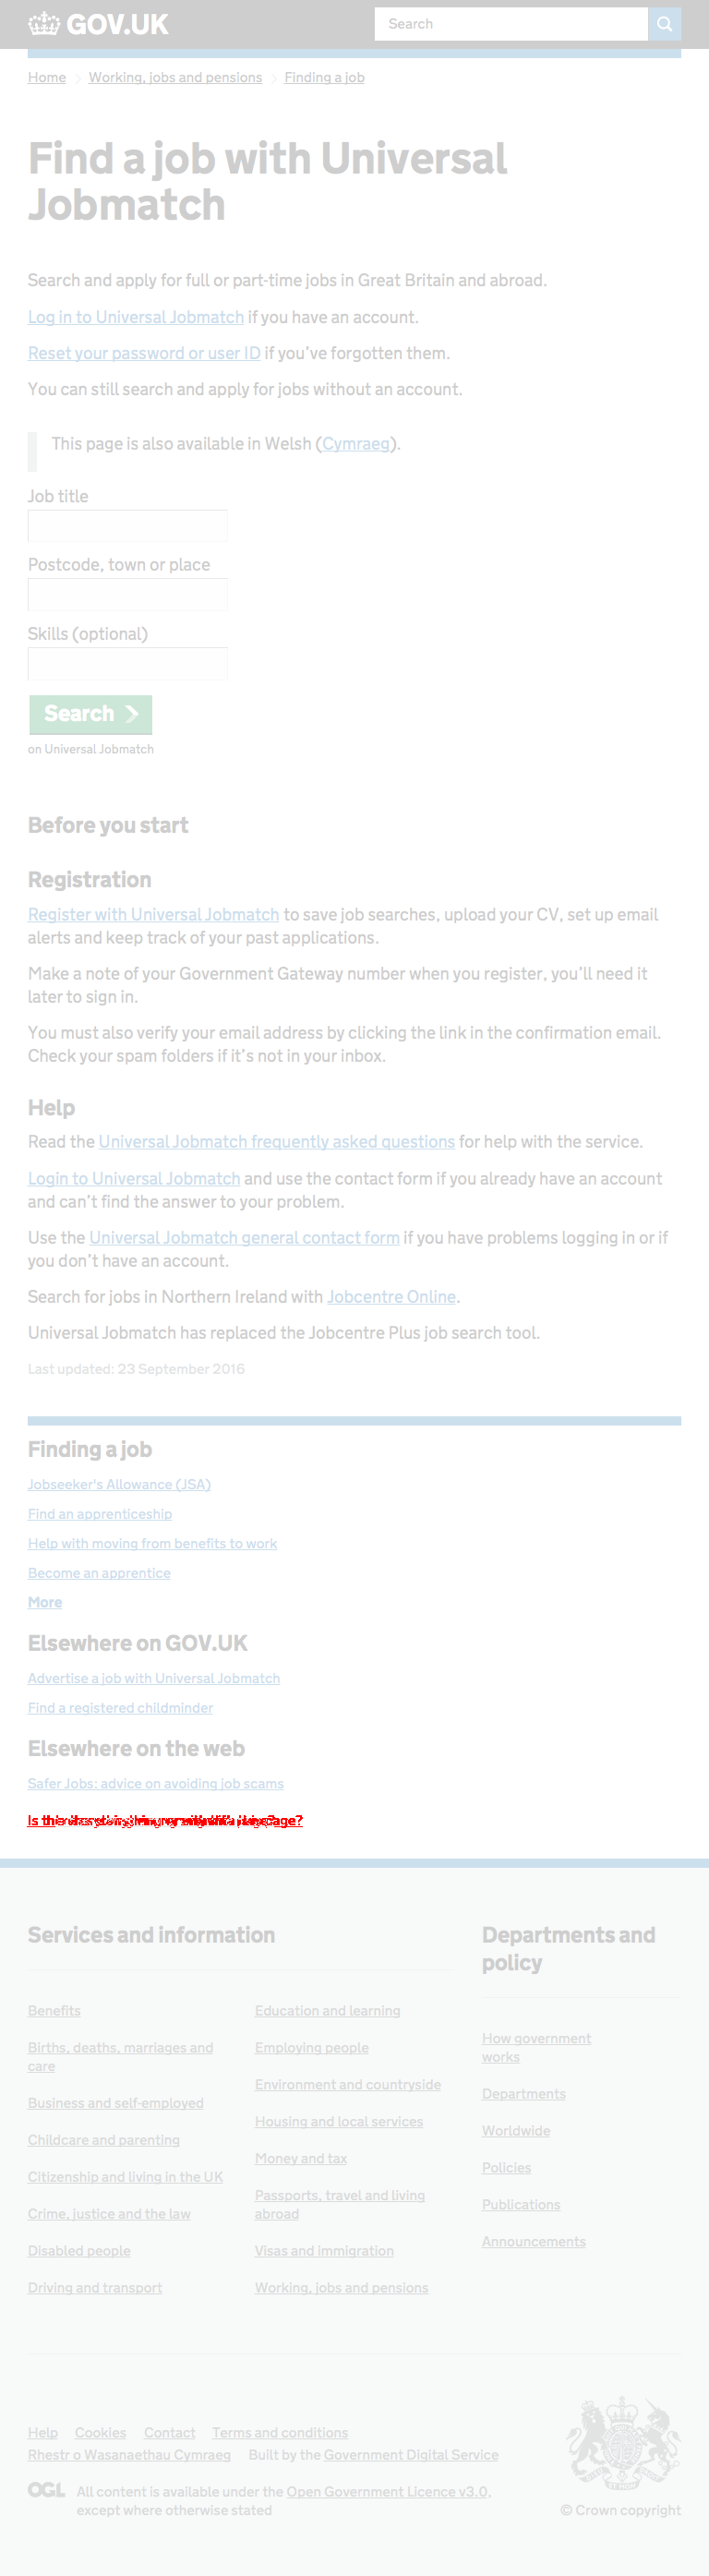 GOV.UK
Search
Home
Working, jobs and pensions
Finding a job
Find a job with Universal
Jobmatch
Search and apply for full or part-time jobs in Great Britain and abroad.
Log in to Universal Jobmatch if you have an account.
Reset your password or user ID if you’ve forgotten them.
You can still search and apply for jobs without an account.
This page is also available in Welsh (Cymraeg).
Job title
Postcode, town or place
Skills (optional)
Search
on Universal Jobmatch
Before you start
Registration
Register with Universal Jobmatch to save job searches, upload your CV, set up email
alerts and keep track of your past applications.
Make a note of your Government Gateway number when you register, you’ll need it
later to sign in.
You must also verify your email address by clicking the link in the confirmation email.
Check your spam folders if it’s not in your inbox.
Help
Read the Universal Jobmatch frequently asked questions for help with the service.
Login to Universal Jobmatch and use the contact form if you already have an account
and can’t find the answer to your problem.
Use the Universal Jobmatch general contact form if you have problems logging in or if
you don’t have an account.
Search for jobs in Northern Ireland with Jobcentre Online.
Universal Jobmatch has replaced the Jobcentre Plus job search tool.
Last updated: 23 September 2016
Finding a job
Jobseeker's Allowance (JSA)
Find an apprenticeship
Help with moving from benefits to work
Become an apprentice
More
Elsewhere on GOV.UK
Advertise a job with Universal Jobmatch
Find a registered childminder
Elsewhere on the web
Safer Jobs: advice on avoiding job scams
Services and information
Benefits
Births, deaths, marriages and
care
Business and self-employed
Childcare and parenting
Citizenship and living in the UK
Crime, justice and the law
Disabled people
Driving and transport
Education and learning
Employing people
Environment and countryside
Housing and local services
Money and tax
Passports, travel and living
abroad
Visas and immigration
Working, jobs and pensions
Departments and
policy
How government
works
Departments
Worldwide
Policies
Publications
Announcements
Help
Cookies
Contact
Terms and conditions
Rhestr o Wasanaethau Cymraeg
Built by the Government Digital Service
OGL
All content is available under the Open Government Licence v3.0,
except where otherwise stated
© Crown copyright